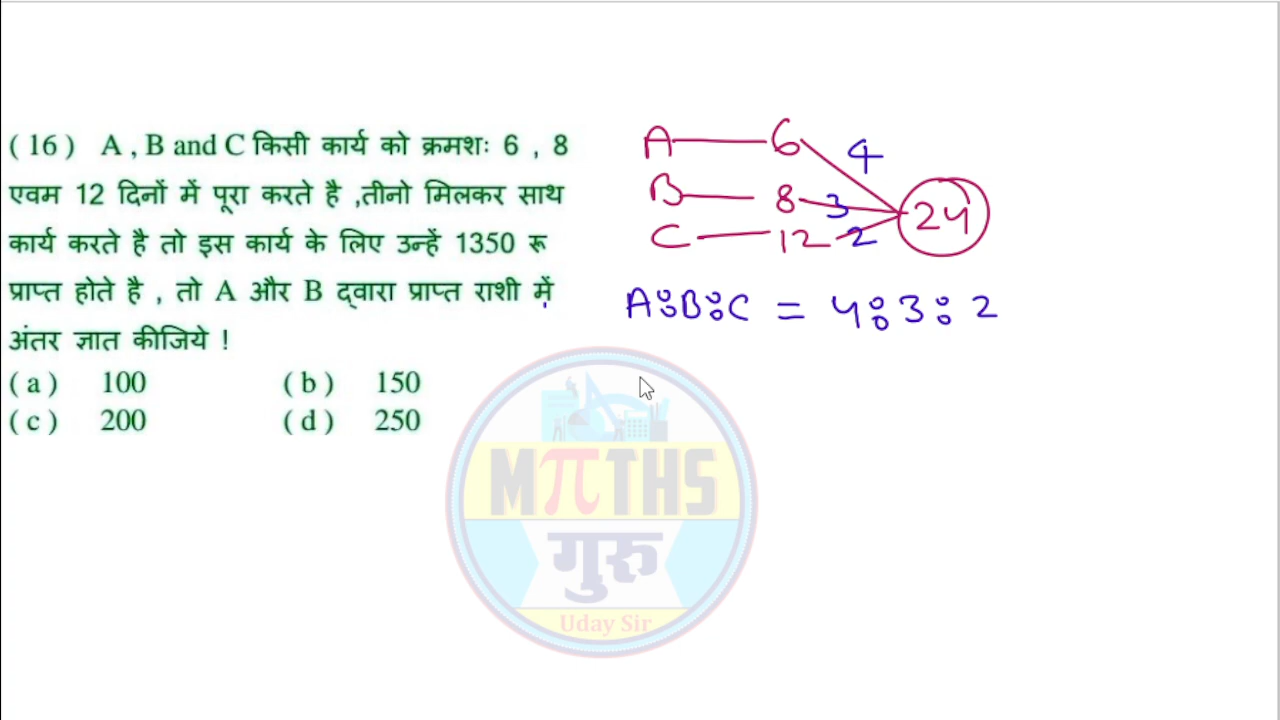 ( 16 ) A , B and C किसी कार्य को क्रमशः 6 , 8
एवम 12 दिनों में पूरा करते है ,तीनो मिलकर साथ
कार्य करते है तो इस कार्य के लिए उन्हें 1350 रू
प्राप्त होते है , तो A और B द्वारा प्राप्त राशी में
अंतर ज्ञात कीजिये !
( a ) 100 ( b ) 150
( c ) 200 ( d ) 250
A — 6 4
B — 8 3 24
C — 12 2
A:B:C = 4:3:2
MπTHS
गुरु
Uday Sir